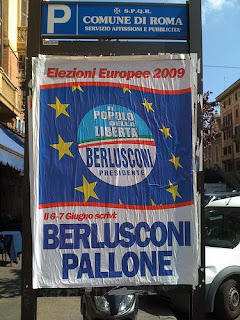 P
S.P.Q.R.
COMUNE DI ROMA
SERVIZIO AFFISSIONI E PUBBLICITA'
Elezioni Europee 2009
IL POPOLO
DELLA
LIBERTA
BERLUSCONI
PRESIDENTE
Il 6-7 Giugno scrivi:
BERLUSCONI
PALLONE